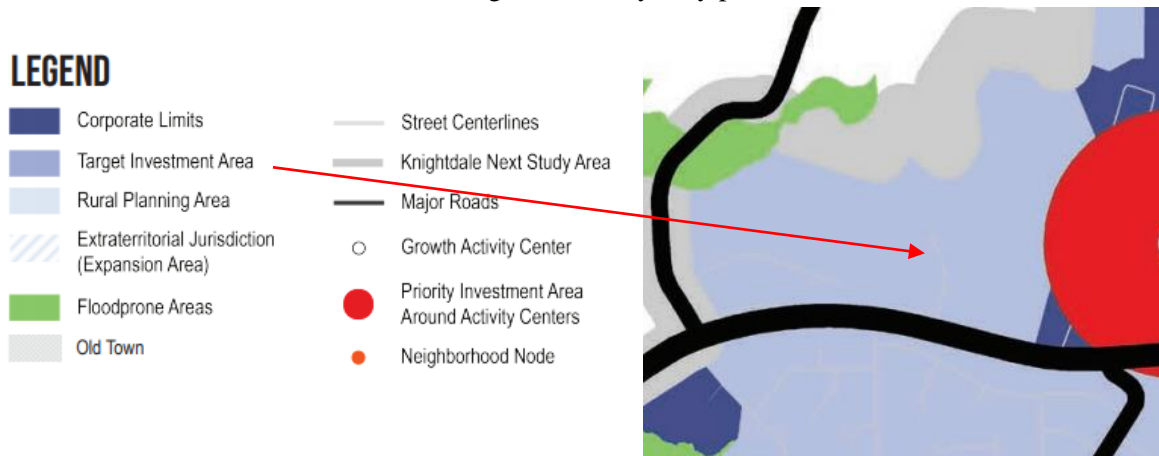 LEGEND
Corporate Limits
Target Investment Area
Rural Planning Area
Extraterritorial Jurisdiction
(Expansion Area)
Floodprone Areas
Old Town
Street Centerlines
Knightdale Next Study Area
Major Roads
Growth Activity Center
Priority Investment Area
Around Activity Centers
Neighborhood Node